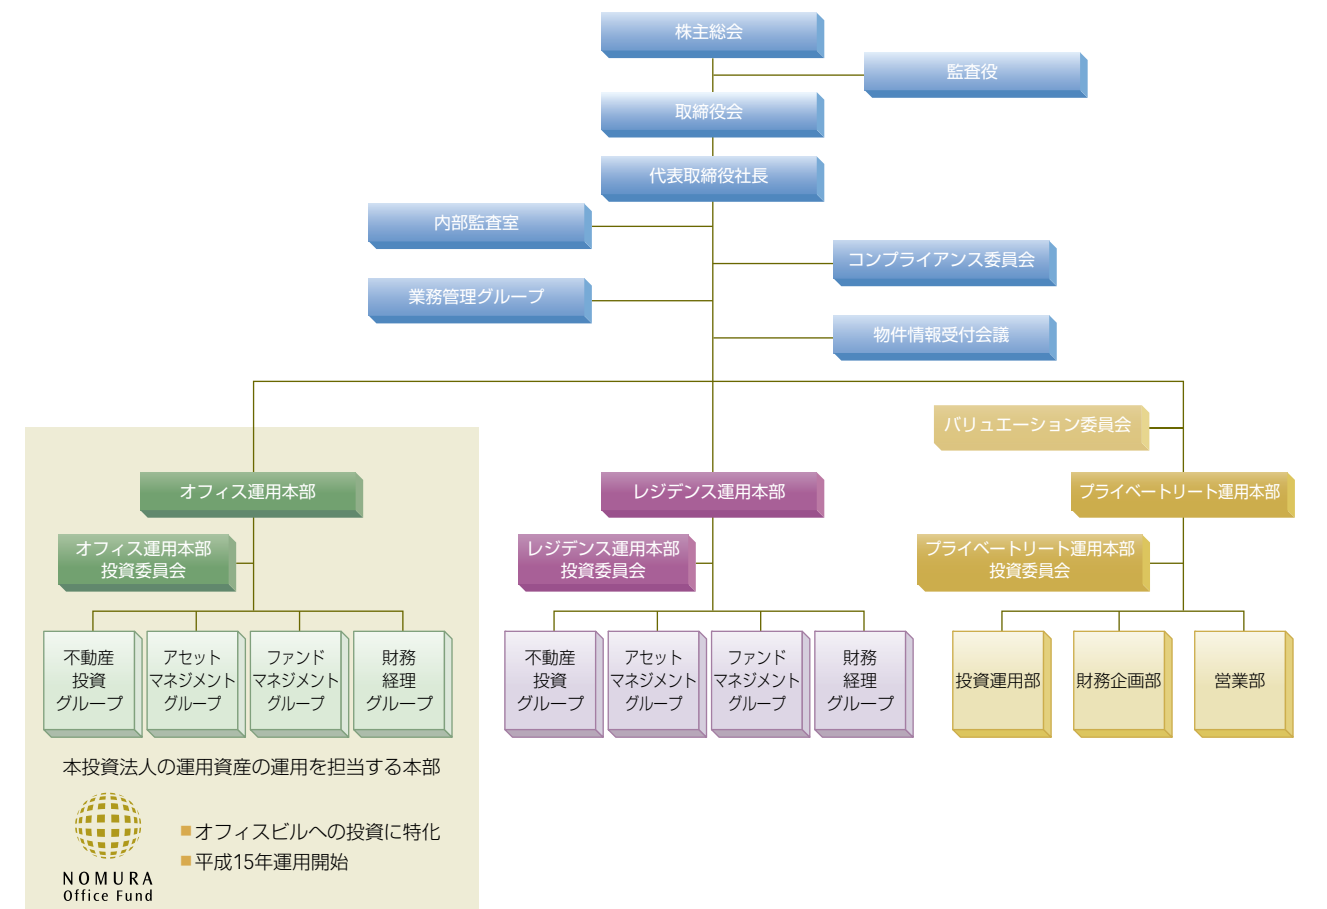 株主総会
監査役
取締役会
代表取締役社長
内部監査室
コンプライアンス委員会
業務管理グループ
物件情報受付会議
バリュエーション委員会
オフィス運用本部
レジデンス運用本部
プライベートリート運用本部
オフィス運用本部
投資委員会
レジデンス運用本部
投資委員会
プライベートリート運用本部
投資委員会
不動産
投資
グループ
アセット
マネジメント
グループ
ファンド
マネジメント
グループ
財務
経理
グループ
不動産
投資
グループ
アセット
マネジメント
グループ
ファンド
マネジメント
グループ
財務
経理
グループ
投資運用部
財務企画部
営業部
本投資法人の運用資産の運用を担当する本部
■オフィスビルへの投資に特化
■平成15年運用開始
NOMURA
Office Fund